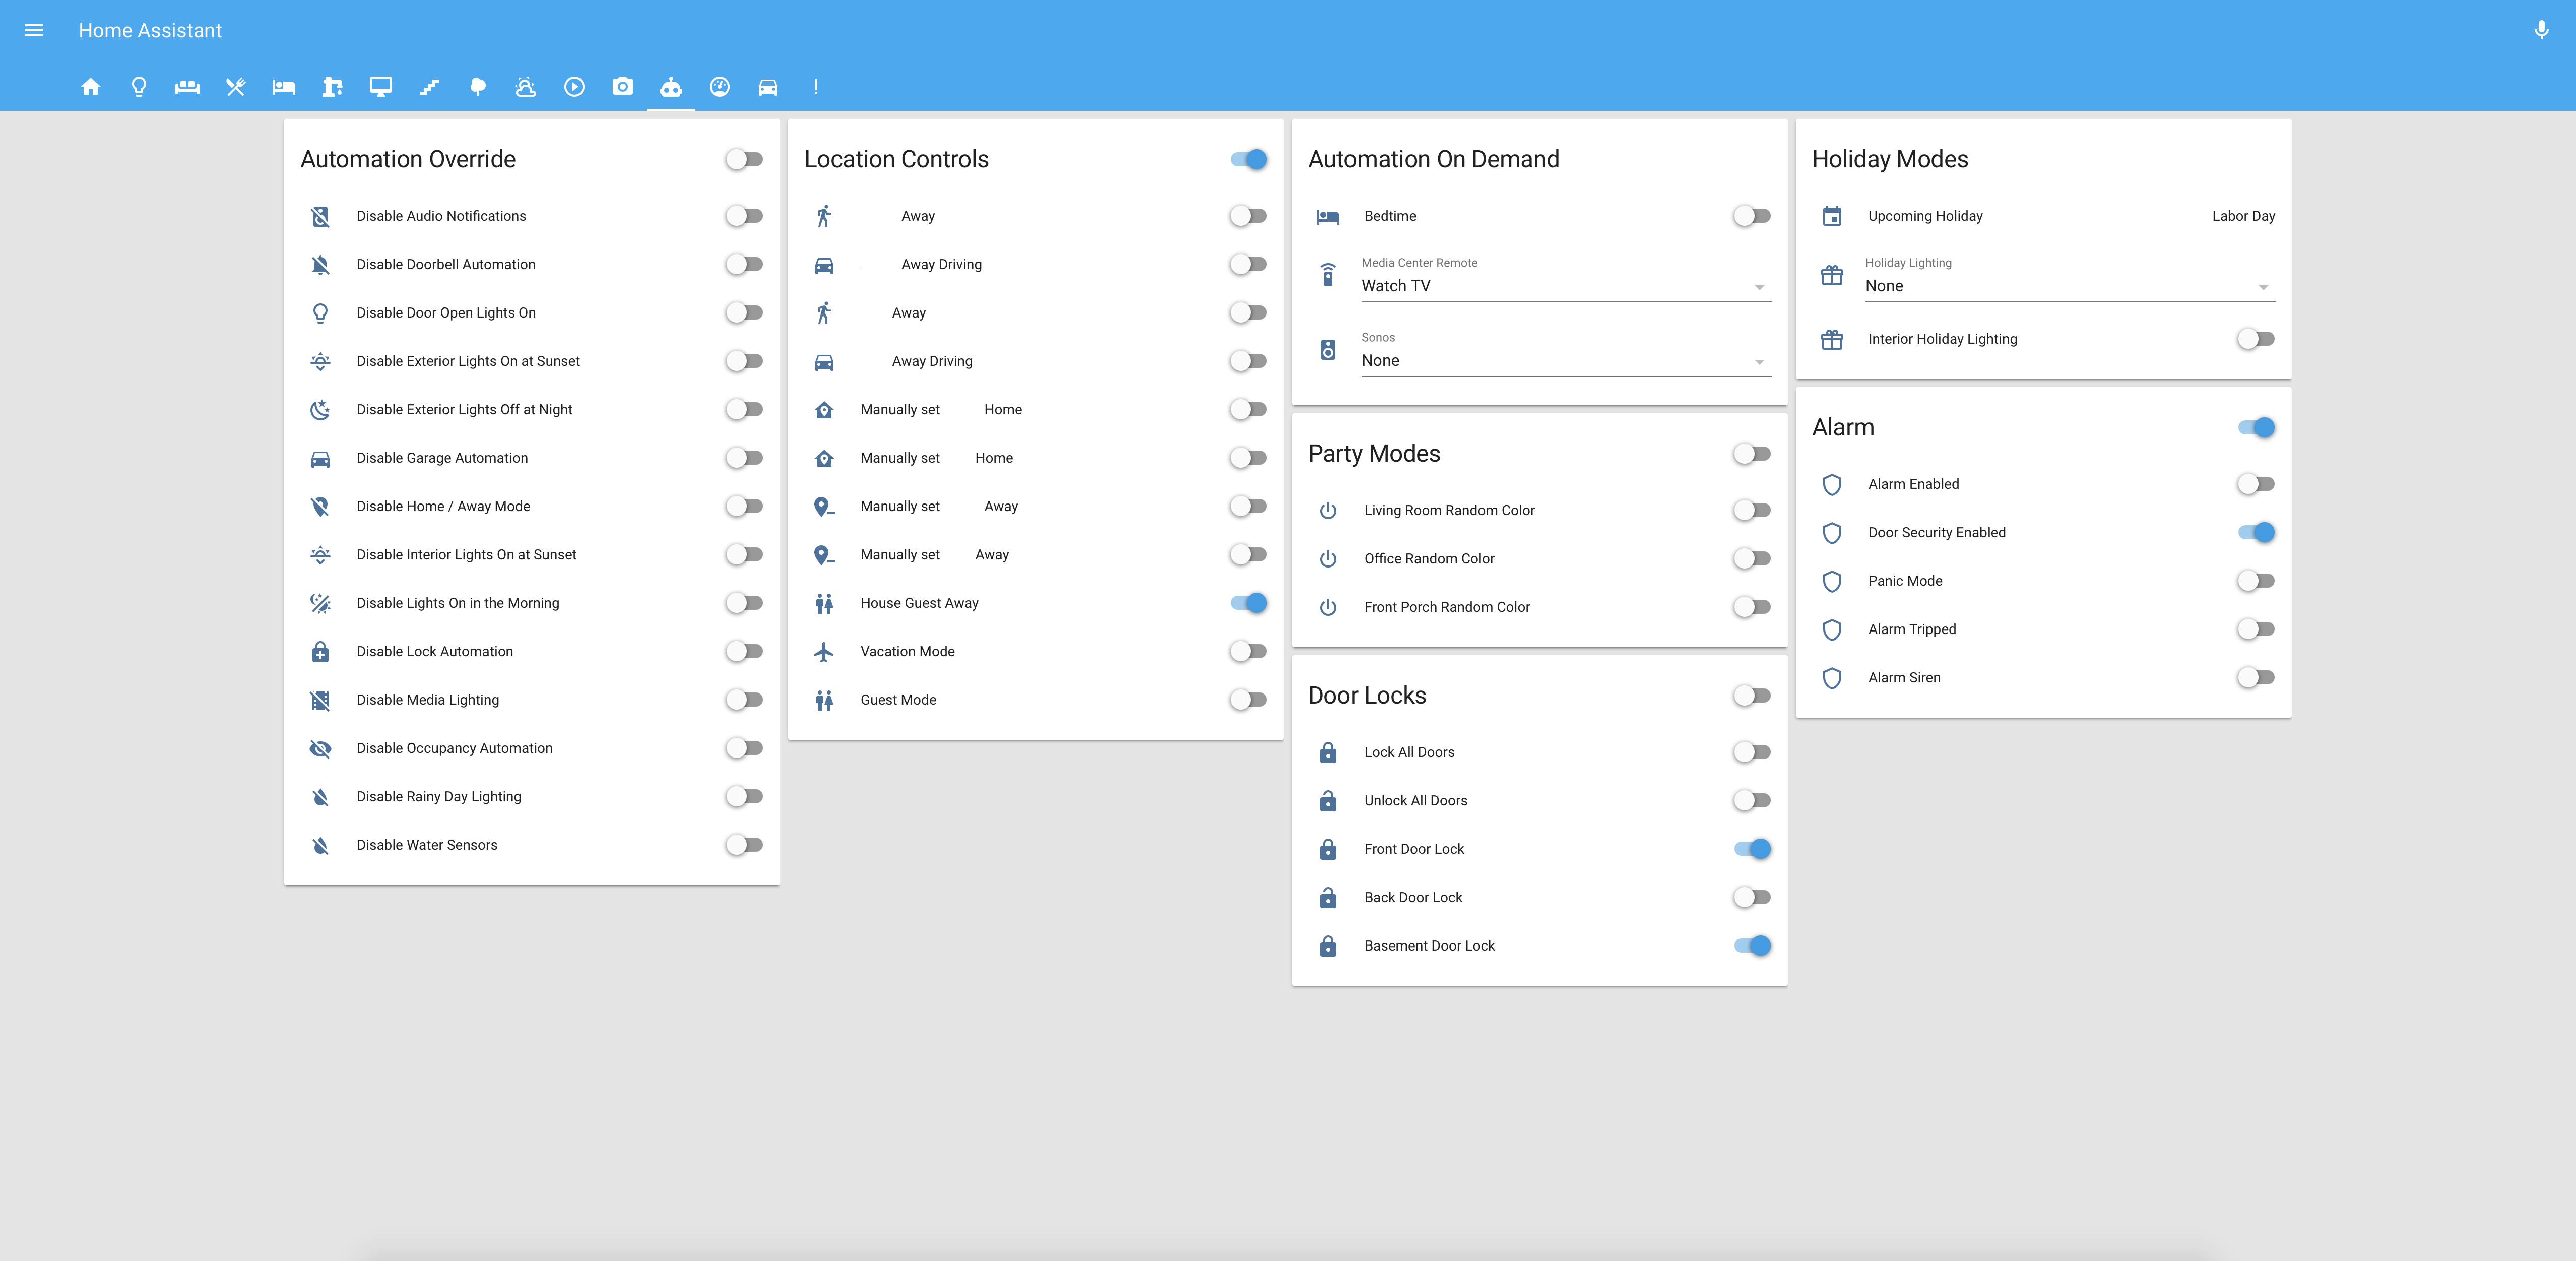 Home Assistant
Automation Override
Disable Audio Notifications
Disable Doorbell Automation
Disable Door Open Lights On
Disable Exterior Lights On at Sunset
Disable Exterior Lights Off at Night
Disable Garage Automation
Disable Home / Away Mode
Disable Interior Lights On at Sunset
Disable Lights On in the Morning
Disable Lock Automation
Disable Media Lighting
Disable Occupancy Automation
Disable Rainy Day Lighting
Disable Water Sensors
Location Controls
Away
Away Driving
Away
Away Driving
Manually set Home
Manually set Home
Manually set Away
Manually set Away
House Guest Away
Vacation Mode
Guest Mode
Automation On Demand
Bedtime
Media Center Remote
Watch TV
Sonos
None
Party Modes
Living Room Random Color
Office Random Color
Front Porch Random Color
Door Locks
Lock All Doors
Unlock All Doors
Front Door Lock
Back Door Lock
Basement Door Lock
Holiday Modes
Upcoming Holiday Labor Day
Holiday Lighting
None
Interior Holiday Lighting
Alarm
Alarm Enabled
Door Security Enabled
Panic Mode
Alarm Tripped
Alarm Siren